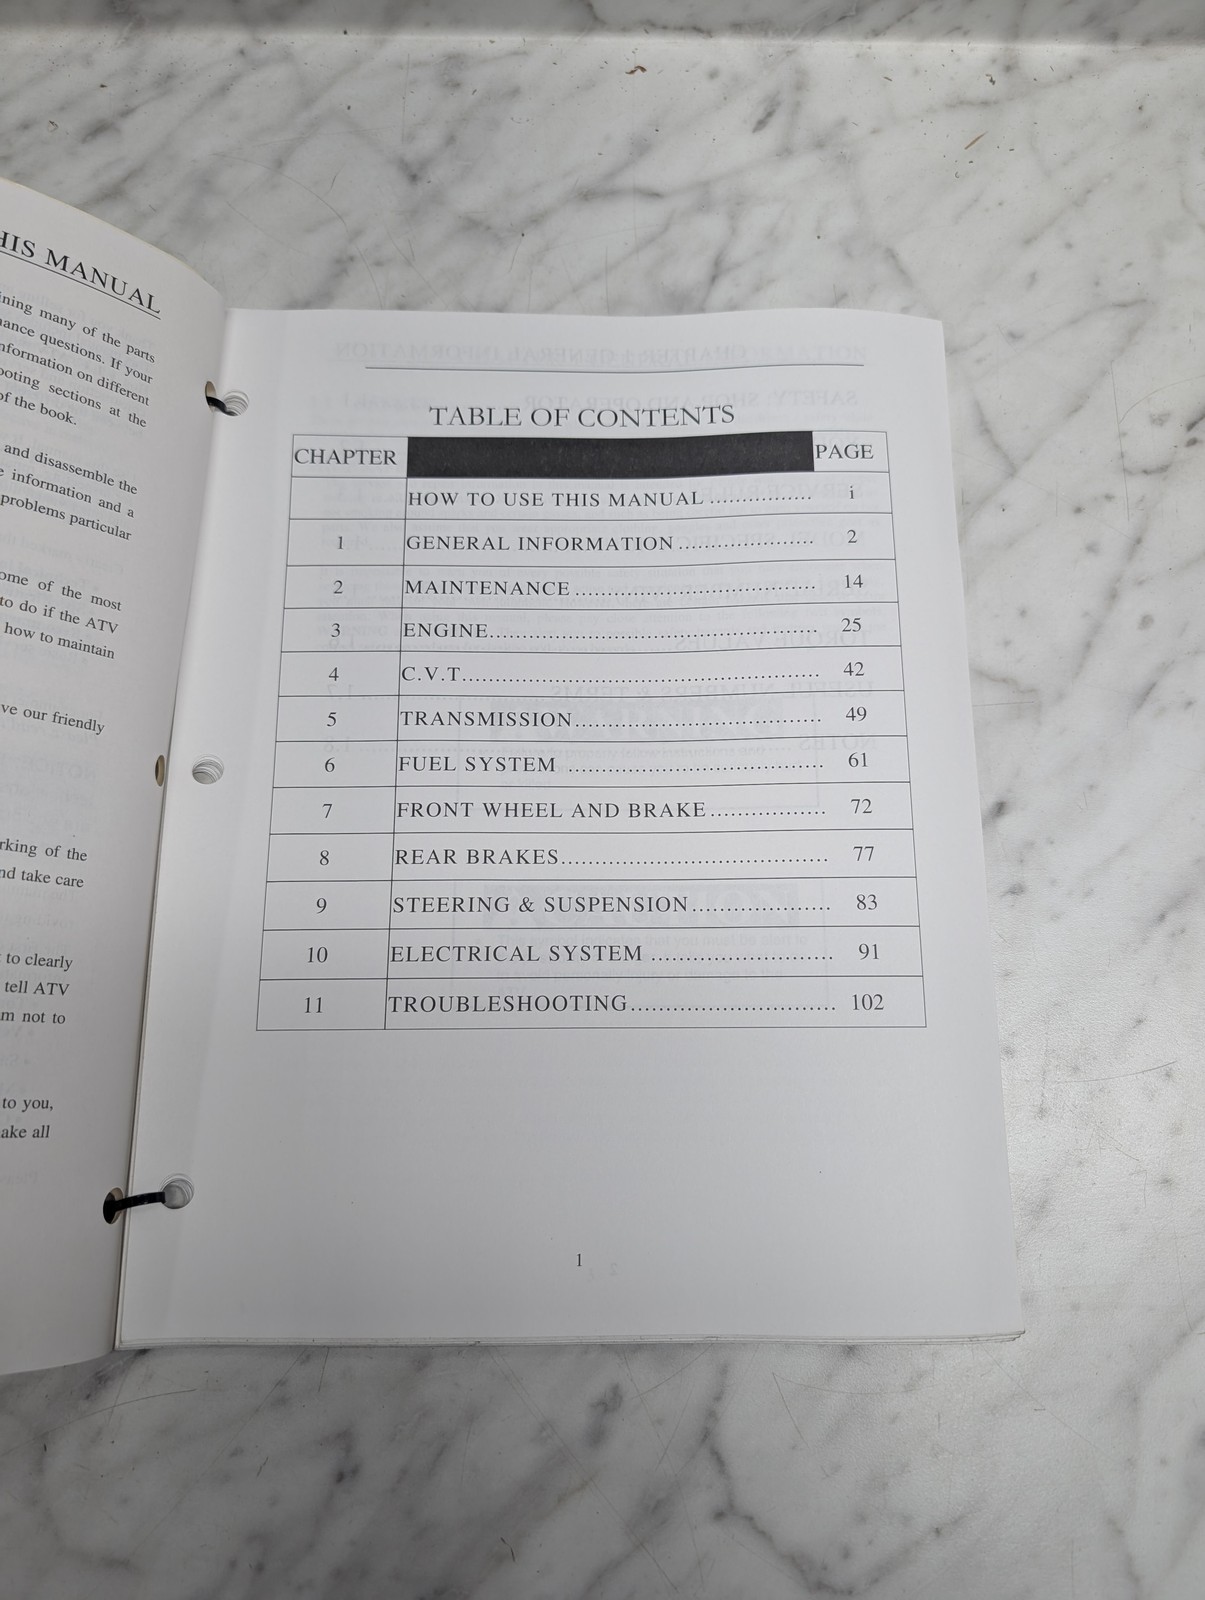 HIS MANUAL
ining many of the parts
nance questions. If your
nformation on different
ooting sections at the
of the book.
and disassemble the
e information and a
problems particular
ome of the most
to do if the ATV
how to maintain
ve our friendly
rking of the
nd take care
to clearly
tell ATV
m not to
to you,
ake all
TABLE OF CONTENTS
CHAPTER PAGE
HOW TO USE THIS MANUAL ............... i
1 GENERAL INFORMATION .................... 2
2 MAINTENANCE ................................... 14
3 ENGINE............................................... 25
4 C.V.T.................................................. 42
5 TRANSMISSION................................... 49
6 FUEL SYSTEM .................................... 61
7 FRONT WHEEL AND BRAKE................. 72
8 REAR BRAKES...................................... 77
9 STEERING & SUSPENSION.................... 83
10 ELECTRICAL SYSTEM .......................... 91
11 TROUBLESHOOTING............................. 102
1